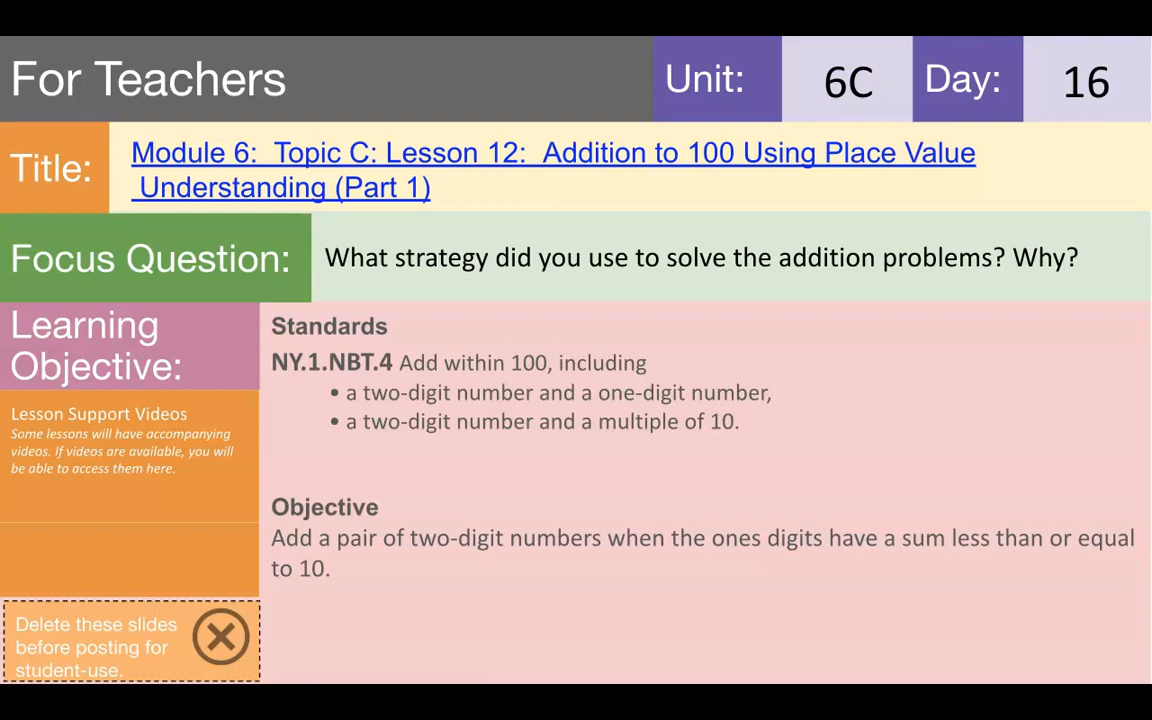 For Teachers
Unit:
6C
Day:
16
Title:
Module 6:  Topic C: Lesson 12:  Addition to 100 Using Place Value
Understanding (Part 1)
Focus Question:
What strategy did you use to solve the addition problems? Why?
Learning
Objective:
Lesson Support Videos
Some lessons will have accompanying
videos. If videos are available, you will
be able to access them here.
Delete these slides
before posting for
student-use.
Standards
NY.1.NBT.4 Add within 100, including
• a two-digit number and a one-digit number,
• a two-digit number and a multiple of 10.
Objective
Add a pair of two-digit numbers when the ones digits have a sum less than or equal
to 10.